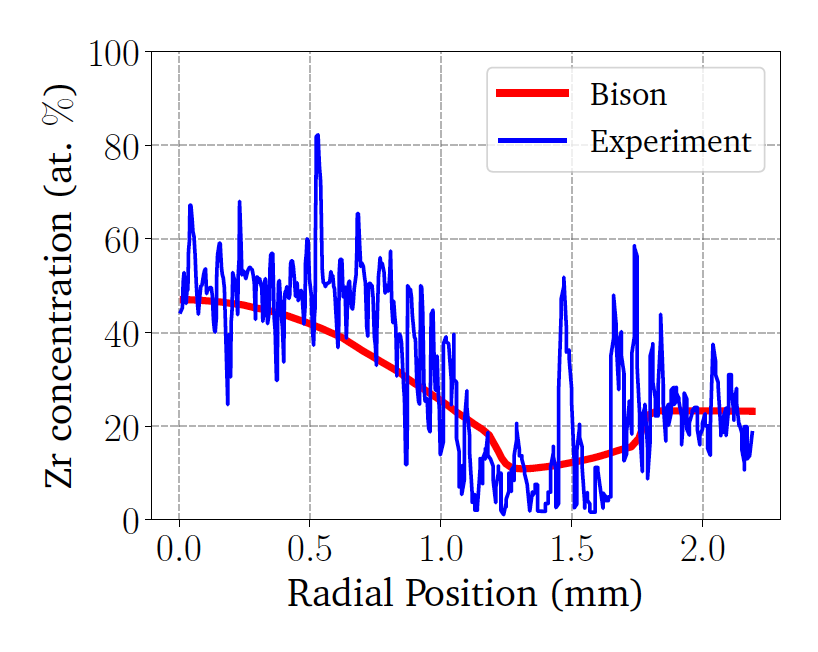 Zr concentration (at. %)
100
80
60
40
20
0
Bison
Experiment
0.0 0.5 1.0 1.5 2.0
Radial Position (mm)